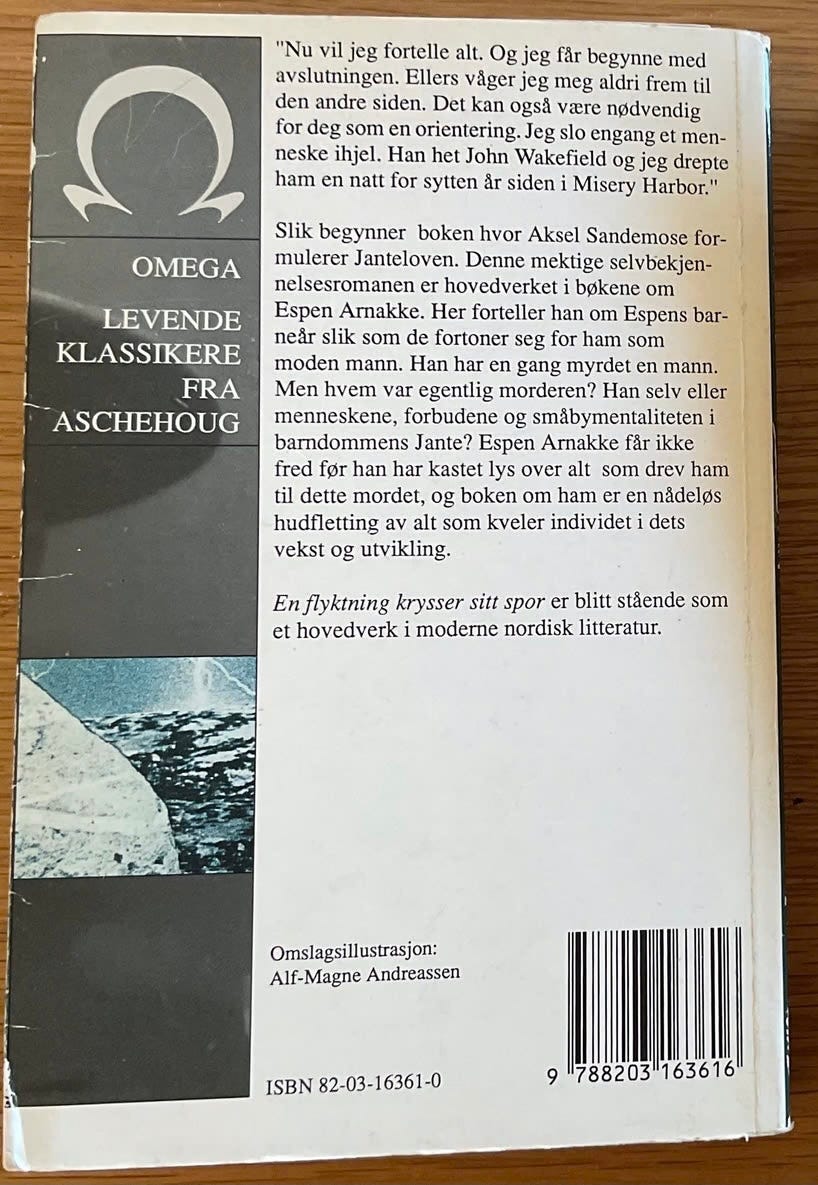 OMEGA
LEVENDE
KLASSIKERE
FRA
ASCHEHOUG
"Nu vil jeg fortelle alt. Og jeg får begynne med
avslutningen. Ellers våger jeg meg aldri frem til
den andre siden. Det kan også være nødvendig
for deg som en orientering. Jeg slo engang et men-
neske ihjel. Han het John Wakefield og jeg drepte
ham en natt for sytten år siden i Misery Harbor."
Slik begynner boken hvor Aksel Sandemose for-
mulerer Janteloven. Denne mektige selvbekjen-
nelsesromanen er hovedverket i bøkene om
Espen Arnakke. Her forteller han om Espens bar-
neår slik som de fortoner seg for ham som
moden mann. Han har en gang myrdet en mann.
Men hvem var egentlig morderen? Han selv eller
menneskene, forbudene og småbymentaliteten i
barndommens Jante? Espen Arnakke får ikke
fred før han har kastet lys over alt som drev ham
til dette mordet, og boken om ham er en nådeløs
hudfletting av alt som kveler individet i dets
vekst og utvikling.
En flyktning krysser sitt spor er blitt stående som
et hovedverk i moderne nordisk litteratur.
Omslagsillustrasjon:
Alf-Magne Andreassen
ISBN 82-03-16361-0
9 788203 163616